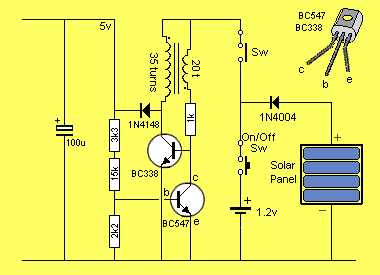 5v
BC547
BC338
35 turns
20t
Sw
c
b
e
1N4148
1k
1N4004
+
100u
3k3
On/Off
Sw
+
BC338
15k
Solar
Panel
c
b
+
1.2v
−
2k2
BC547
e